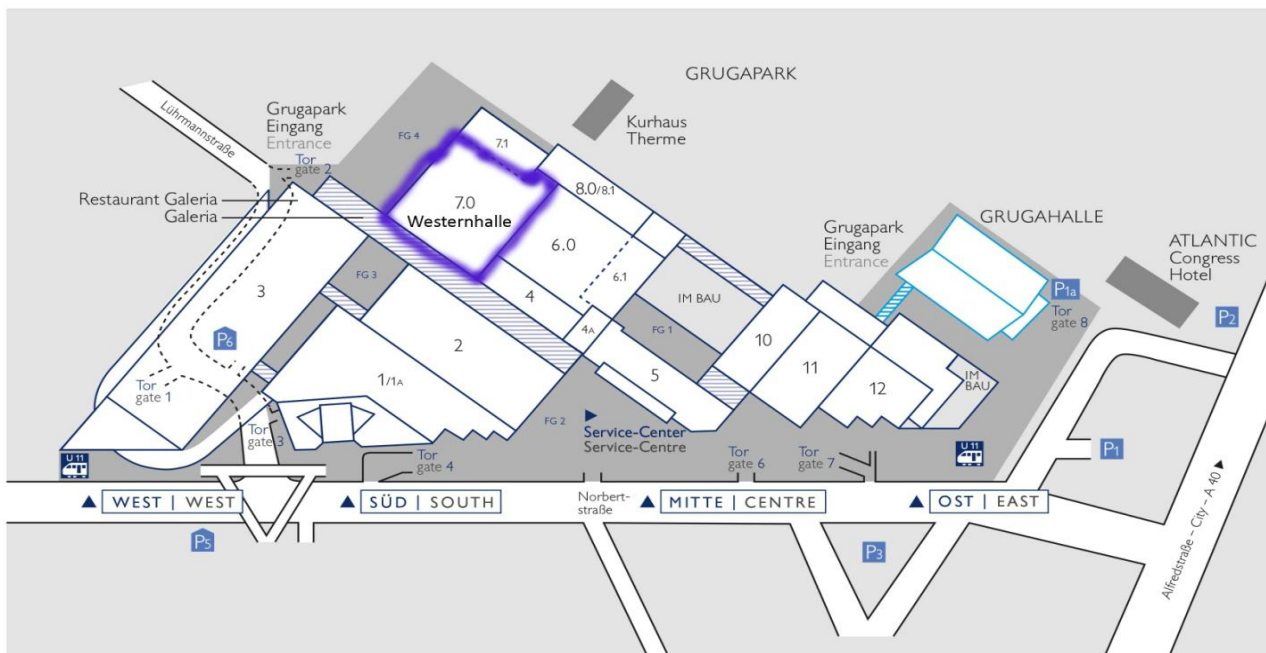 GRUGAPARK
Lührmannstraße
Grugapark
Eingang
Entrance
Kurhaus
Therme
FG 4
7.1
Tor
gate 2
8.0/8.1
Restaurant Galeria
Galeria
7.0
Westernhalle
Grugapark
Eingang
Entrance
GRUGAHALLE
ATLANTIC
Congress
Hotel
6.0
6.1
FG 3
3
4
IM BAU
P1a
Tor
gate 8
P2
4A
FG 1
10
P6
2
11
5
1/1A
12
IM
BAU
Tor
gate 1
FG 2
Service-Center
Service-Centre
Tor
gate 3
U 11
Tor
gate 4
Tor
gate 6
Tor
gate 7
U 11
P1
WEST | WEST
SÜD | SOUTH
Norbert-
straße
MITTE | CENTRE
OST | EAST
Alfredstraße – City – A 40
P5
P3